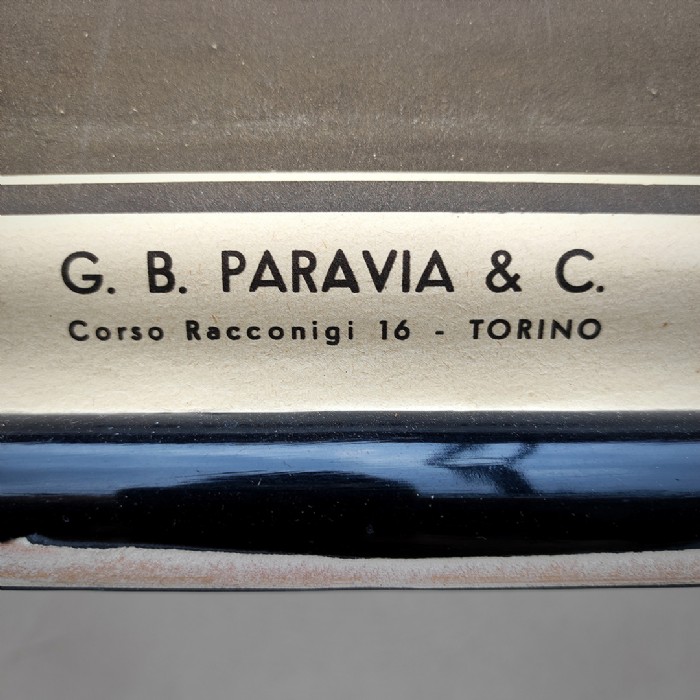 G. B. PARAVIA & C.
Corso Racconigi 16 - TORINO